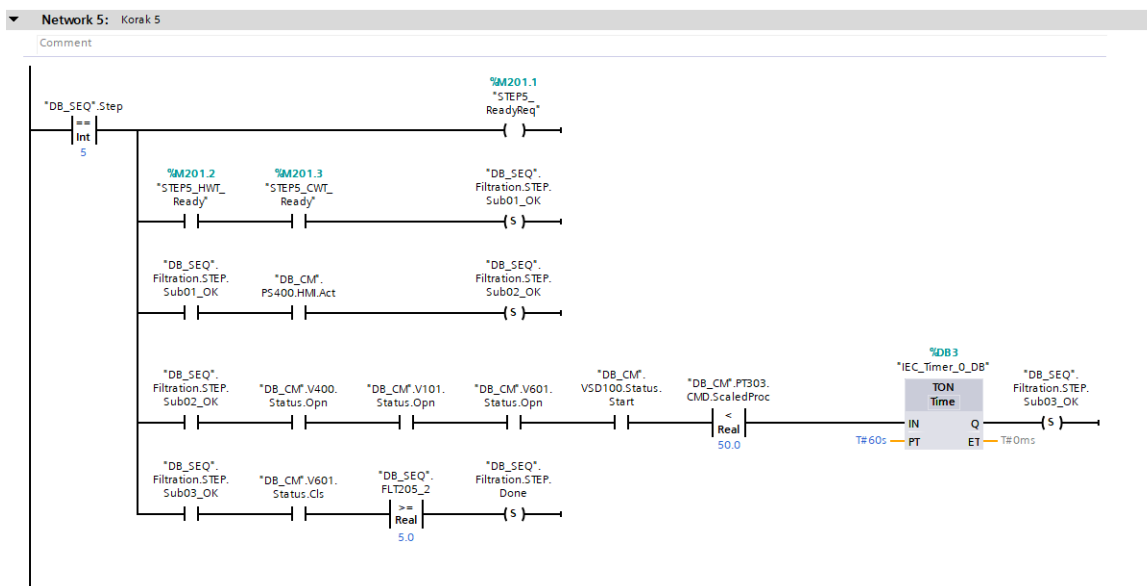 Network 5: Korak 5
Comment
%M201.1
"STEP5_
ReadyReq"
"DB_SEQ".Step
==
Int
5
( )
%M201.2
"STEP5_HWT_
Ready"
%M201.3
"STEP5_CWT_
Ready"
"DB_SEQ".
Filtration.STEP.
Sub01_OK
( S )
"DB_SEQ".
Filtration.STEP.
Sub01_OK
"DB_CM".
PS400.HMI.Act
"DB_SEQ".
Filtration.STEP.
Sub02_OK
( S )
"DB_SEQ".
Filtration.STEP.
Sub02_OK
"DB_CM".V400.
Status.Opn
"DB_CM".V101.
Status.Opn
"DB_CM".V601.
Status.Opn
"DB_CM".
VSD100.Status.
Start
"DB_CM".PT303.
CMD.ScaledProc
<
Real
50.0
%DB3
"IEC_Timer_0_DB"
TON
Time
IN
Q
T#60s
PT
ET
T#0ms
"DB_SEQ".
Filtration.STEP.
Sub03_OK
( S )
"DB_SEQ".
Filtration.STEP.
Sub03_OK
"DB_CM".V601.
Status.Cls
"DB_SEQ".
FLT205_2
>=
Real
5.0
"DB_SEQ".
Filtration.STEP.
Done
( S )